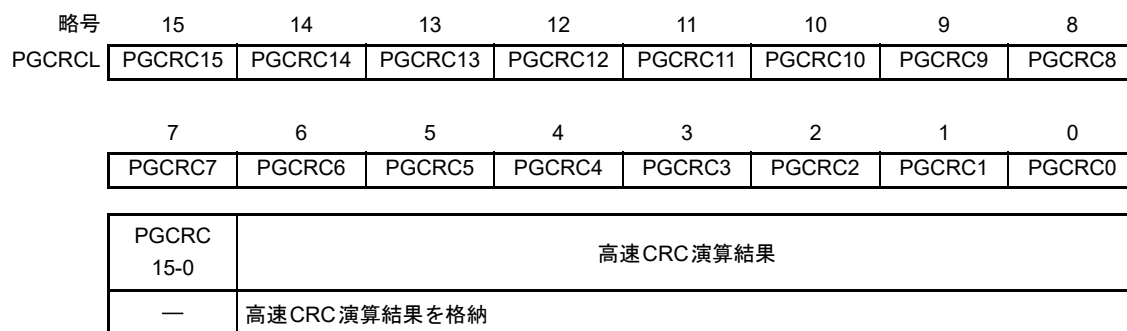 略号 15 14 13 12 11 10 9 8
PGCRCL PGCRC15 PGCRC14 PGCRC13 PGCRC12 PGCRC11 PGCRC10 PGCRC9 PGCRC8
7 6 5 4 3 2 1 0
PGCRC7 PGCRC6 PGCRC5 PGCRC4 PGCRC3 PGCRC2 PGCRC1 PGCRC0
PGCRC
15-0
高速CRC演算結果
— 高速CRC演算結果を格納